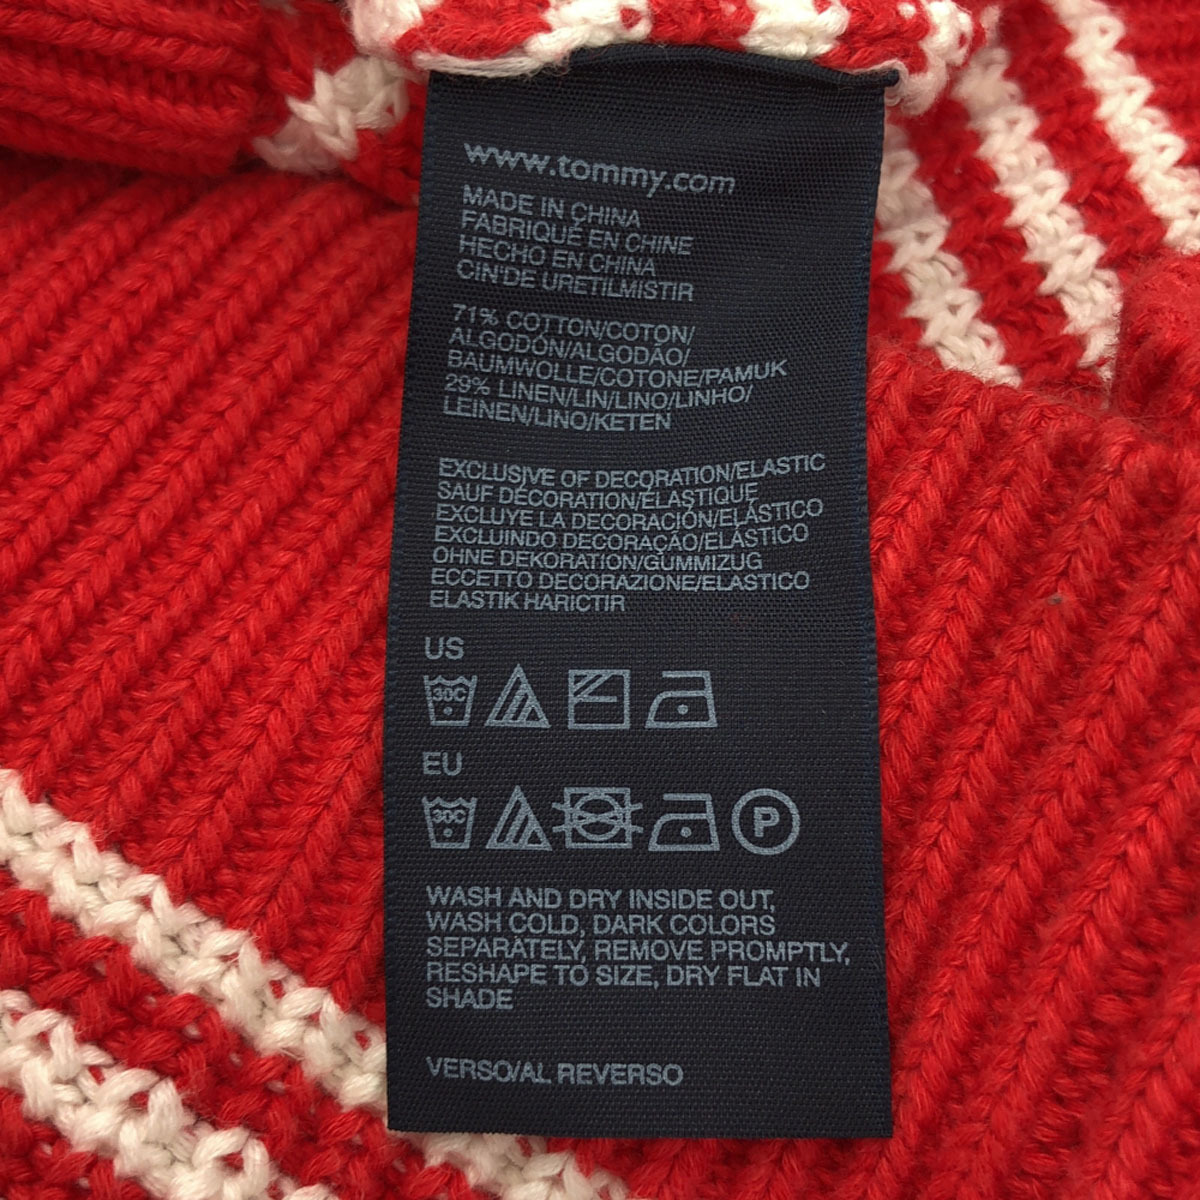 www.tommy.com
MADE IN CHINA
FABRIQUÉ EN CHINE
HECHO EN CHINA
CIN'DE URETILMISTIR
71% COTTON/COTON/
ALGODÓN/ALGODÃO/
BAUMWOLLE/COTONE/PAMUK
29% LINEN/LIN/LINO/LINHO/
LEINEN/LINO/KETEN
EXCLUSIVE OF DECORATION/ELASTIC
SAUF DÉCORATION/ÉLASTIQUE
EXCLUYE LA DECORACIÓN/ELÁSTICO
EXCLUINDO DECORAÇÃO/ELÁSTICO
OHNE DEKORATION/GUMMIZUG
ECCETTO DECORAZIONE/ELASTICO
ELASTIK HARICTIR
US
30C
EU
30C P
WASH AND DRY INSIDE OUT,
WASH COLD, DARK COLORS
SEPARATELY, REMOVE PROMPTLY,
RESHAPE TO SIZE, DRY FLAT IN
SHADE
VERSO/AL REVERSO